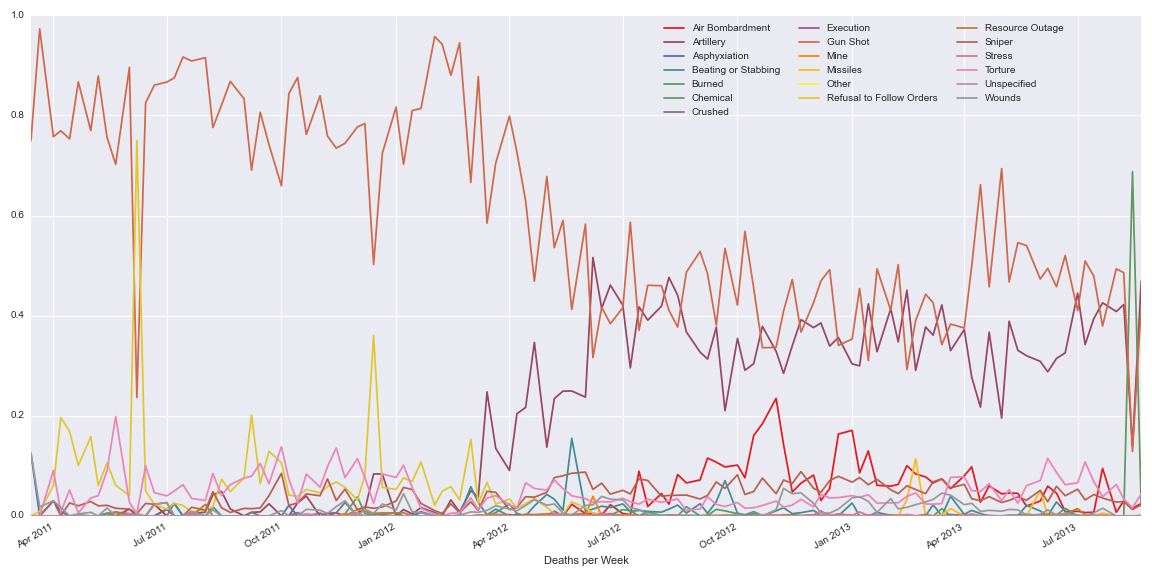 1.0
0.8
0.6
0.4
0.2
0.0
Air Bombardment
Artillery
Asphyxiation
Beating or Stabbing
Burned
Chemical
Crushed
Execution
Gun Shot
Mine
Missiles
Other
Refusal to Follow Orders
Resource Outage
Sniper
Stress
Torture
Unspecified
Wounds
Apr 2011
Jul 2011
Oct 2011
Jan 2012
Apr 2012
Jul 2012
Oct 2012
Jan 2013
Apr 2013
Jul 2013
Deaths per Week